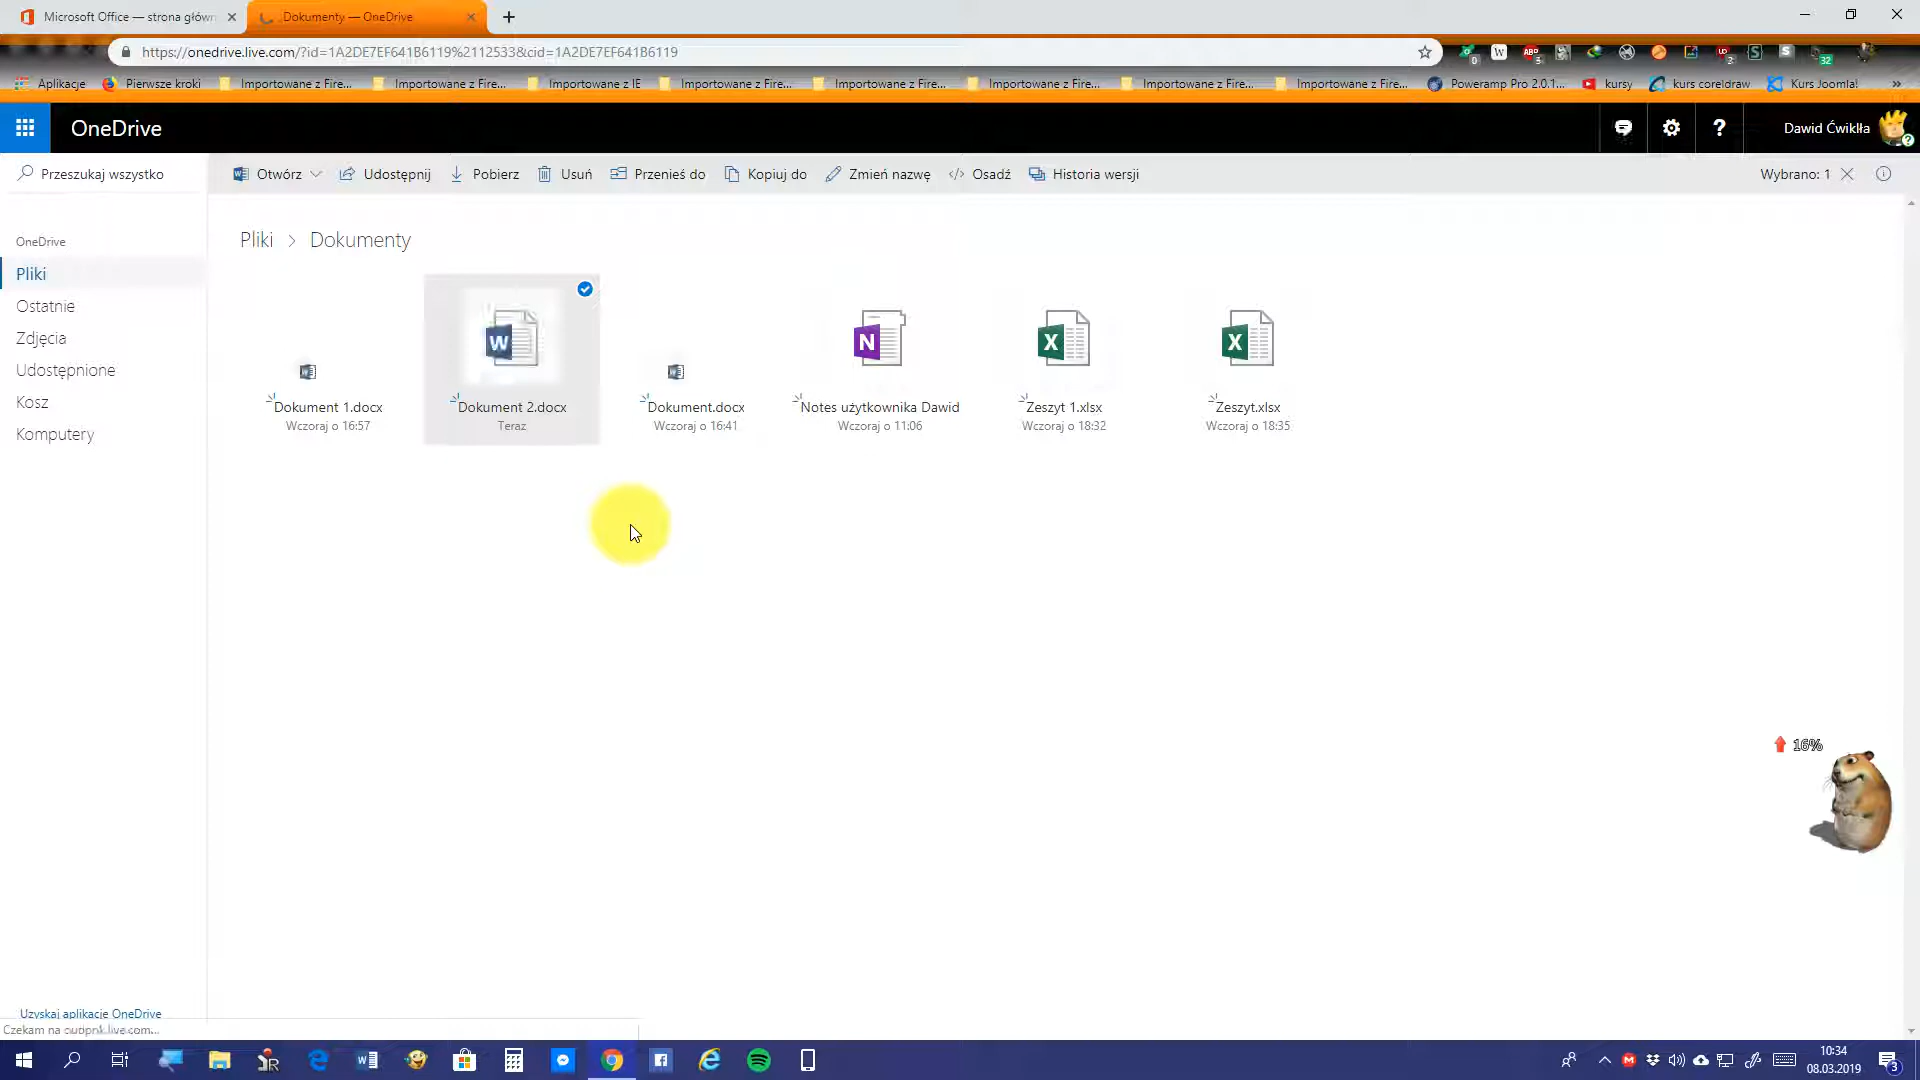 Microsoft Office — strona główn
Dokumenty — OneDrive
https://onedrive.live.com/?id=1A2DE7EF641B6119%2112533&cid=1A2DE7EF641B6119
Aplikacje
Pierwsze kroki
Importowane z Fire...
Importowane z Fire...
Importowane z IE
Importowane z Fire...
Importowane z Fire...
Importowane z Fire...
Importowane z Fire...
Importowane z Fire...
Poweramp Pro 2.0.1...
kursy
kurs coreldraw
Kurs Joomla!
OneDrive
Dawid Ćwiklła
Przeszukaj wszystko
Otwórz
Udostępnij
Pobierz
Usuń
Przenieś do
Kopiuj do
Zmień nazwę
Osadź
Historia wersji
Wybrano: 1
OneDrive
Pliki
Ostatnie
Zdjęcia
Udostępnione
Kosz
Komputery
Pliki > Dokumenty
Dokument 1.docx
Wczoraj o 16:57
Dokument 2.docx
Teraz
Dokument.docx
Wczoraj o 16:41
Notes użytkownika Dawid
Wczoraj o 11:06
Zeszyt 1.xlsx
Wczoraj o 18:32
Zeszyt.xlsx
Wczoraj o 18:35
16%
Uzyskaj aplikacje OneDrive
Czekam na
10:34
08.03.2019
3